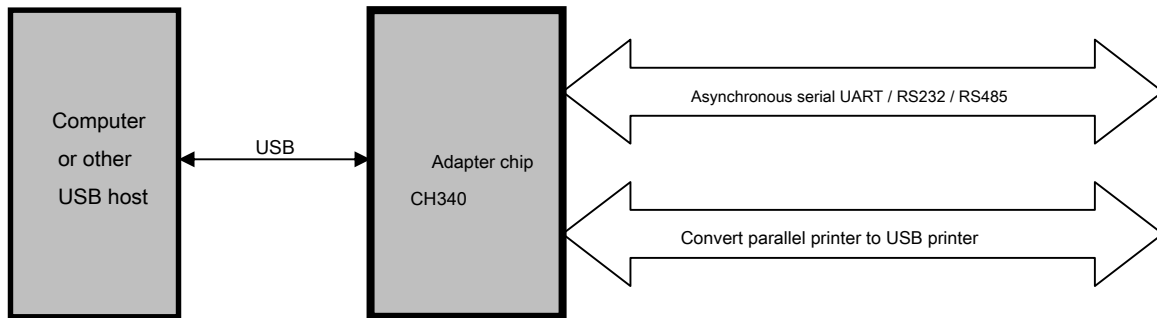 Computer
or other
USB host
USB
Adapter chip
CH340
Asynchronous serial UART / RS232 / RS485
Convert parallel printer to USB printer